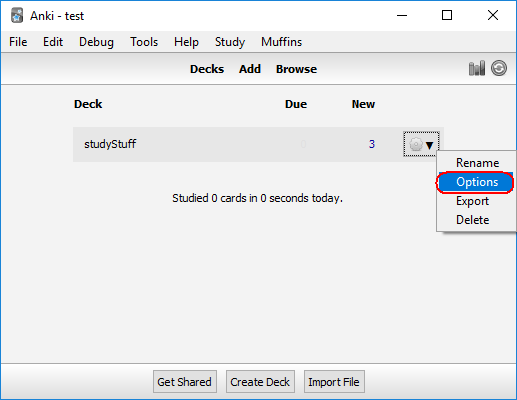 Anki - test
File Edit Debug Tools Help Study Muffins
Decks Add Browse
Deck Due New
studyStuff 3
Rename
Options
Export
Delete
Studied 0 cards in 0 seconds today.
Get Shared Create Deck Import File